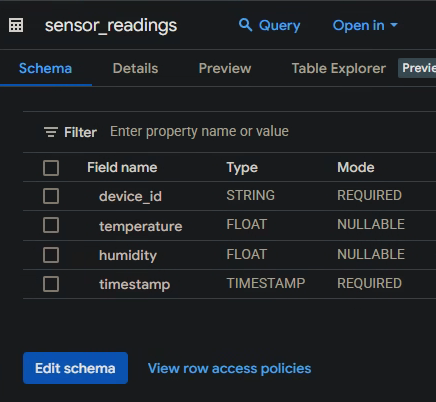 sensor_readings Query Open in
Schema Details Preview Table Explorer
Filter Enter property name or value
Field name Type Mode
device_id STRING REQUIRED
temperature FLOAT NULLABLE
humidity FLOAT NULLABLE
timestamp TIMESTAMP REQUIRED
Edit schema View row access policies